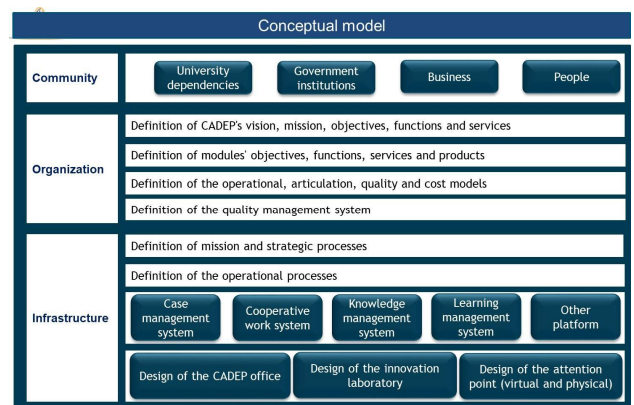 Conceptual model
Community
University
dependencies
Government
institutions
Business
People
Organization
Definition of CADEP's vision, mission, objectives, functions and services
Definition of modules' objectives, functions, services and products
Definition of the operational, articulation, quality and cost models
Definition of the quality management system
Infrastructure
Definition of mission and strategic processes
Definition of the operational processes
Case
management
system
Cooperative
work system
Knowledge
management
system
Learning
management
system
Other
platform
Design of the CADEP office
Design of the innovation
laboratory
Design of the attention
point (virtual and physical)